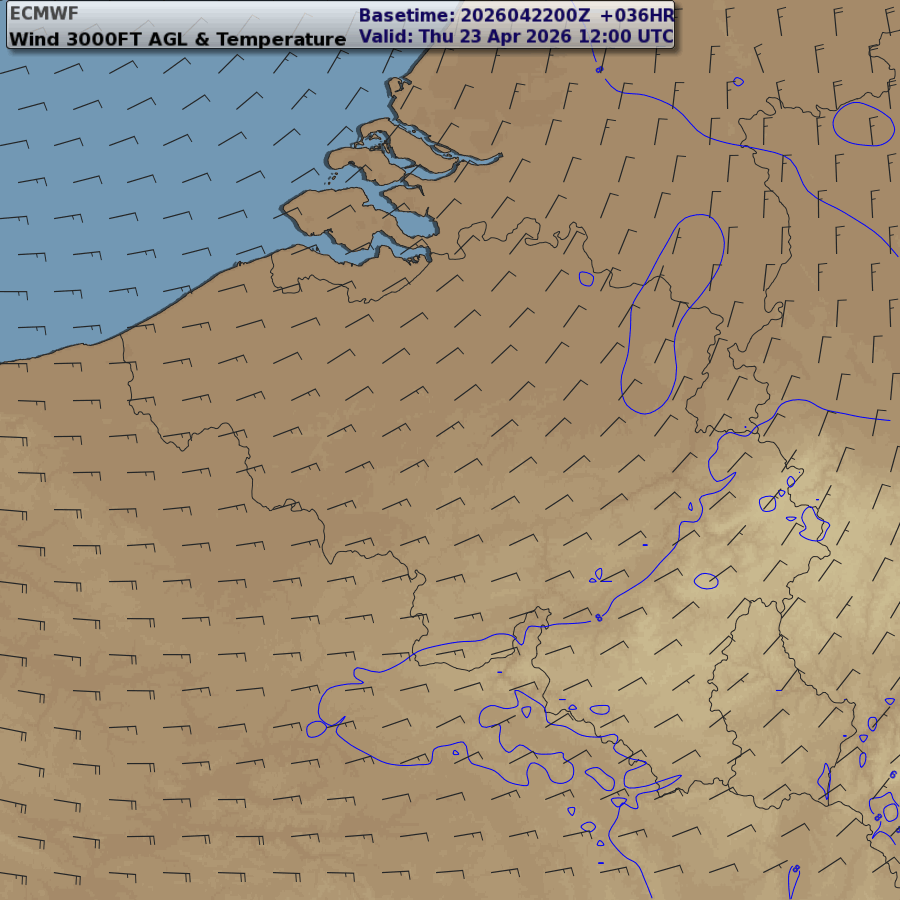 ECMWF
Basetime: 2026042200Z +036HR
Wind 3000FT AGL & Temperature
Valid: Thu 23 Apr 2026 12:00 UTC